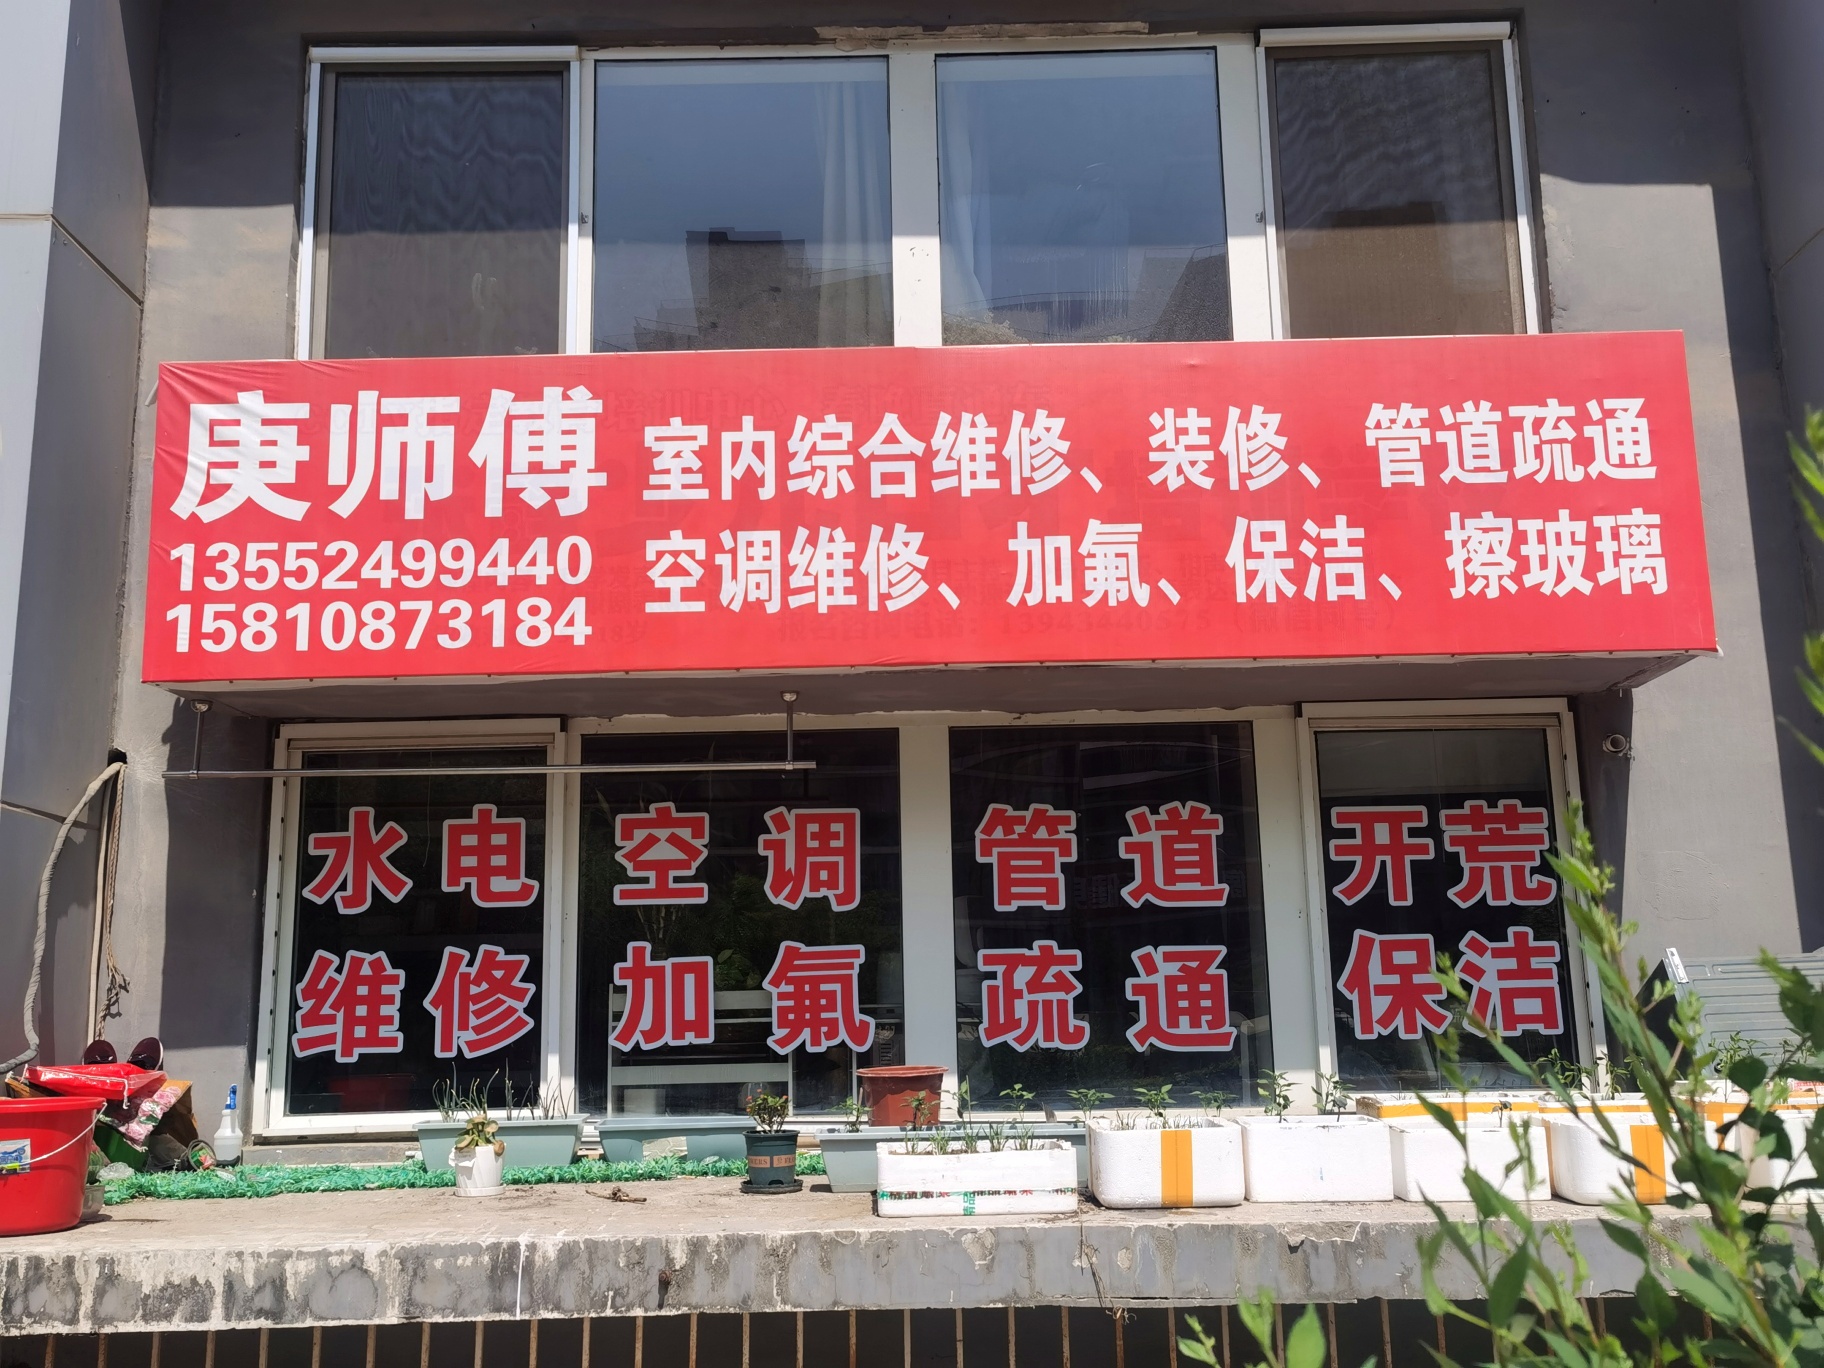 庚师傅
13552499440
15810873184
室内综合维修、装修、管道疏通
空调维修、加氟、保洁、擦玻璃
水电 空调 管道 开荒
维修 加氟 疏通 保洁